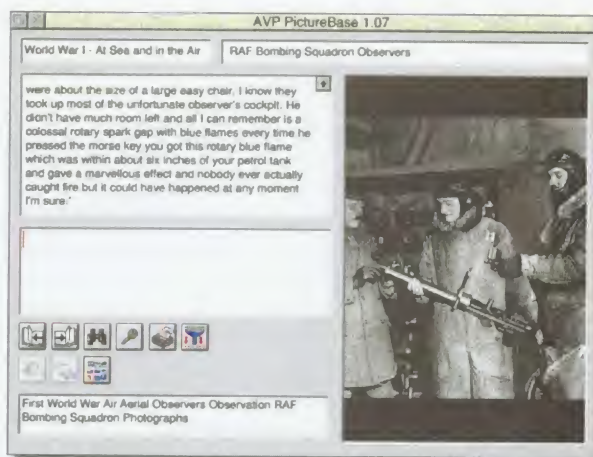 AVP PictureBase 1.07
World War I - At Sea and in the Air
RAF Bombing Squadron Observers
were about the size of a large easy chair. I know they
took up most of the unfortunate observer's cockpit. He
didn't have much room left and all I can remember is a
colossal rotary spark gap with blue flames every time he
pressed the morse key you got this rotary blue flame
which was within about six inches of your petrol tank
and gave a marvellous effect and nobody ever actually
caught fire but it could have happened at any moment
I'm sure.'
First World War Air Aerial Observers Observation RAF
Bombing Squadron Photographs